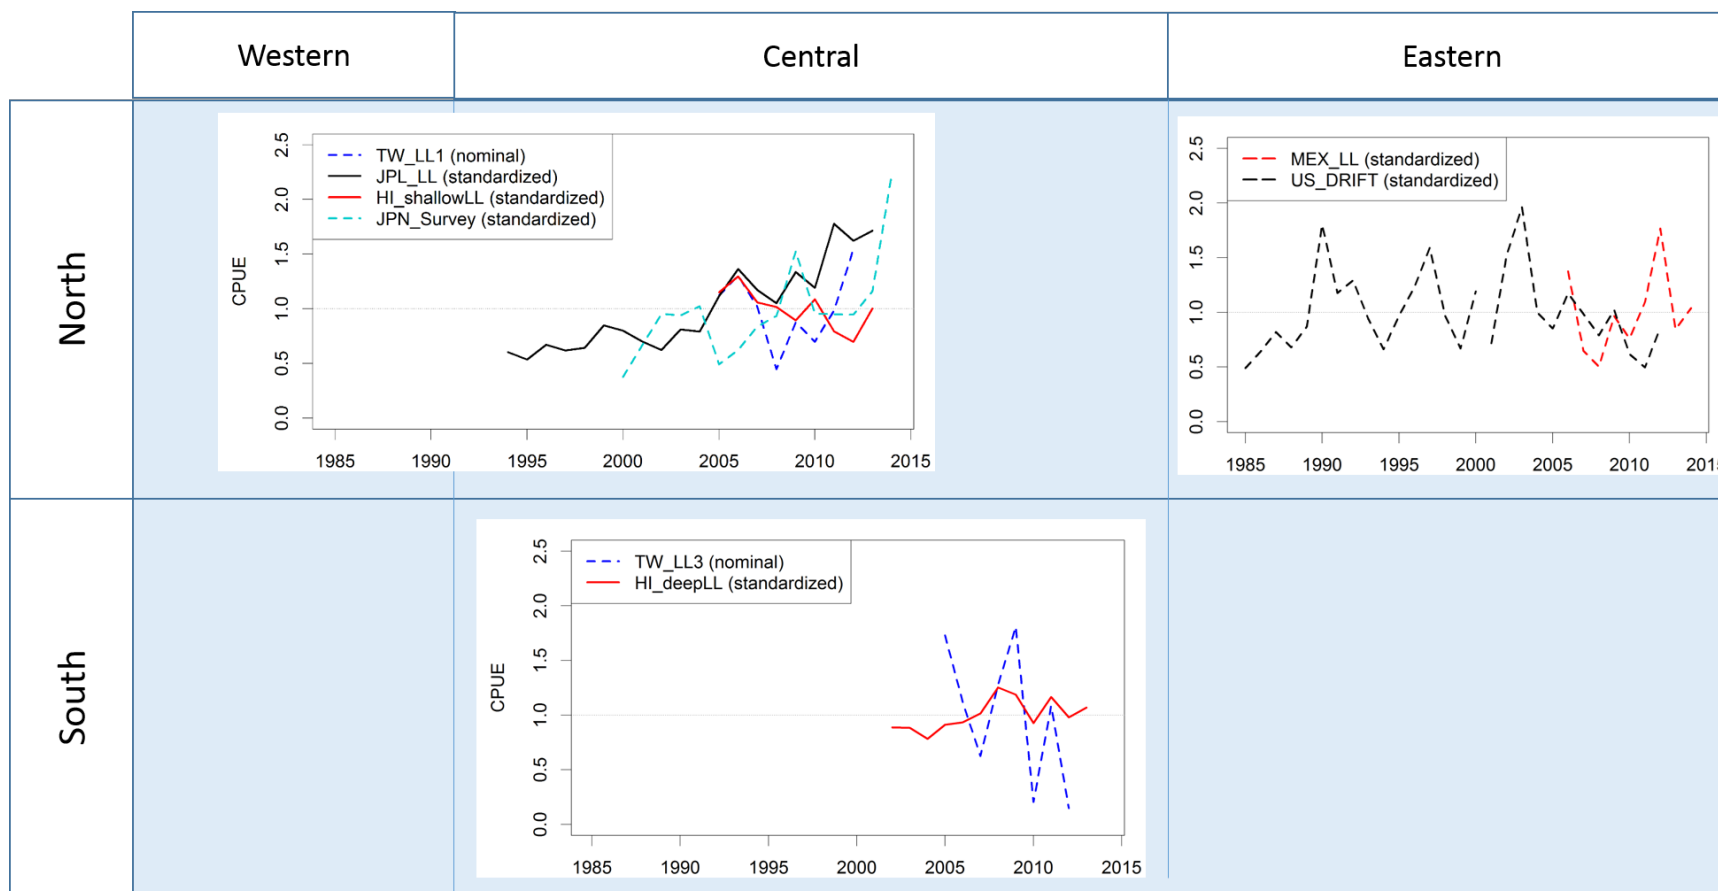 Western
Central
Eastern
North
CPUE
2.5
2.0
1.5
1.0
0.5
0.0
TW_LL1 (nominal)
JPL_LL (standardized)
HI_shallowLL (standardized)
JPN_Survey (standardized)
1985 1990 1995 2000 2005 2010 2015
CPUE
2.5
2.0
1.5
1.0
0.5
0.0
MEX_LL (standardized)
US_DRIFT (standardized)
1985 1990 1995 2000 2005 2010 2015
South
CPUE
2.5
2.0
1.5
1.0
0.5
0.0
TW_LL3 (nominal)
HI_deepLL (standardized)
1985 1990 1995 2000 2005 2010 2015